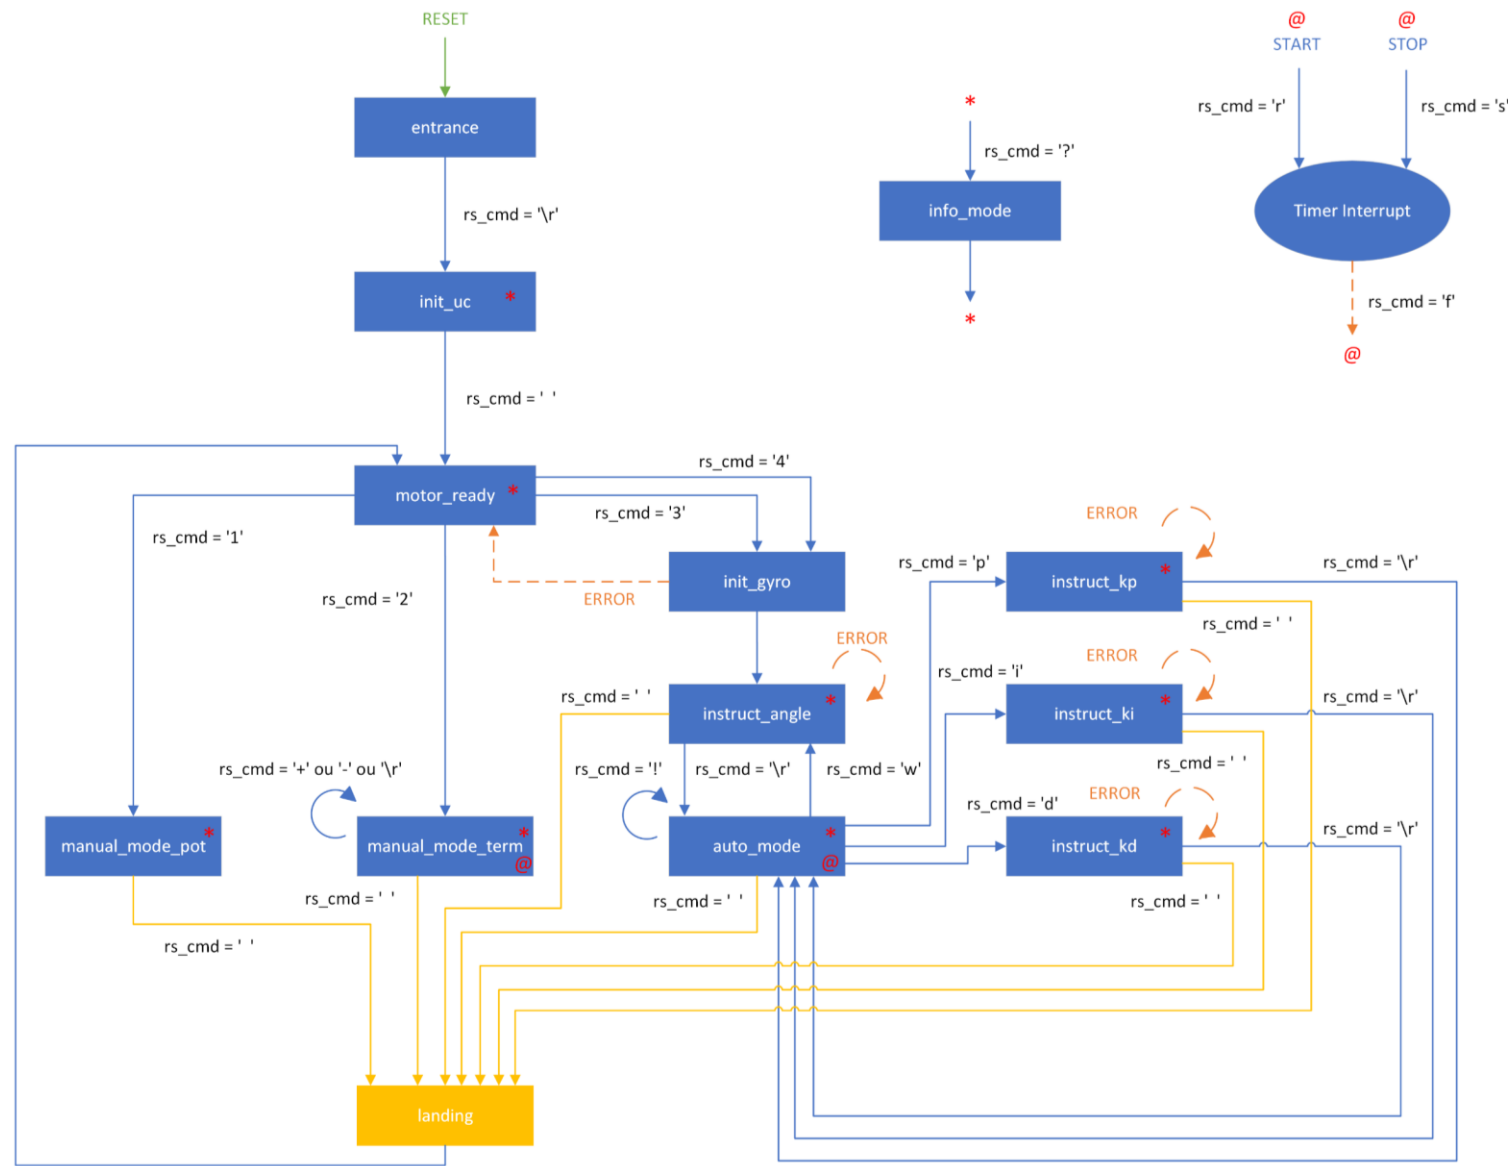 RESET
@
@
START
STOP
entrance
*
rs_cmd = 'r'
rs_cmd = 's'
rs_cmd = '?'
info_mode
Timer Interrupt
rs_cmd = '\r'
init_uc *
*
rs_cmd = 'f'
@
rs_cmd = ' '
motor_ready *
rs_cmd = '4'
rs_cmd = '3'
rs_cmd = '1'
ERROR
rs_cmd = 'p'
instruct_kp *
rs_cmd = '\r'
init_gyro
ERROR
rs_cmd = '2'
rs_cmd = ' '
ERROR
ERROR
rs_cmd = 'i'
rs_cmd = ' '
instruct_angle *
instruct_ki *
rs_cmd = '\r'
rs_cmd = '+' ou '-' ou '\r'
rs_cmd = '!'
rs_cmd = '\r'
rs_cmd = 'w'
rs_cmd = ' '
ERROR
rs_cmd = 'd'
rs_cmd = '\r'
manual_mode_pot *
manual_mode_term *
@
auto_mode *
@
instruct_kd *
rs_cmd = ' '
rs_cmd = ' '
rs_cmd = ' '
rs_cmd = ' '
landing